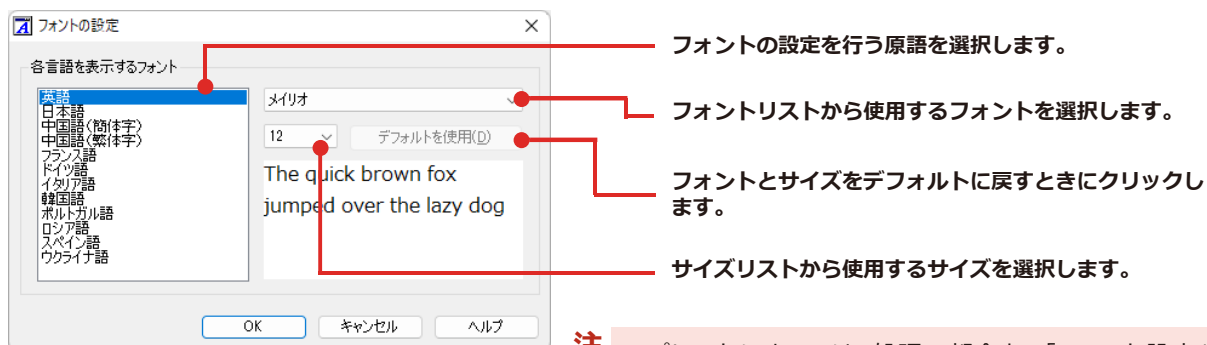 フォントの設定
各言語を表示するフォント
英語
日本語
中国語(簡体字)
中国語(繁体字)
フランス語
ドイツ語
イタリア語
韓国語
ポルトガル語
ロシア語
スペイン語
ウクライナ語
メイリオ
12
デフォルトを使用(D)
The quick brown fox
jumped over the lazy dog
OK
キャンセル
ヘルプ
フォントの設定を行う原語を選択します。
フォントリストから使用するフォントを選択します。
フォントとサイズをデフォルトに戻すときにクリックし
ます。
サイズリストから使用するサイズを選択します。
注